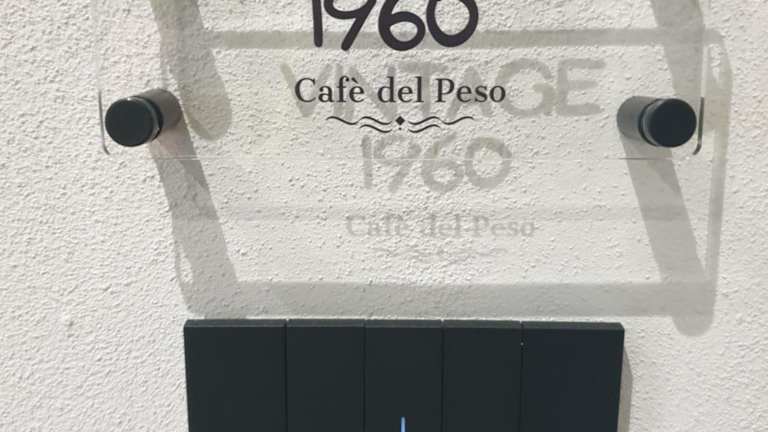 1960
Cafè del Peso
VINTAGE
1960
Cafè del Peso